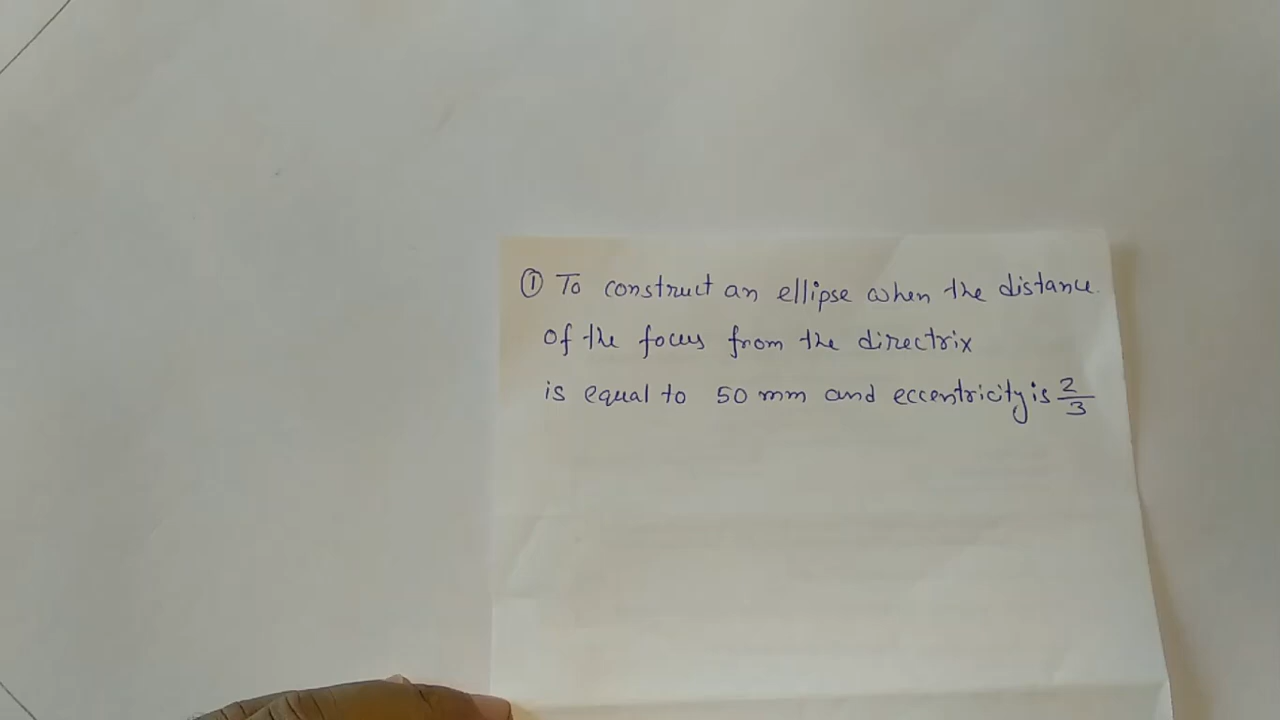 ① To construct an ellipse when the distance.
of the focus from the directrix
is equal to 50 mm and eccentricity is 2/3